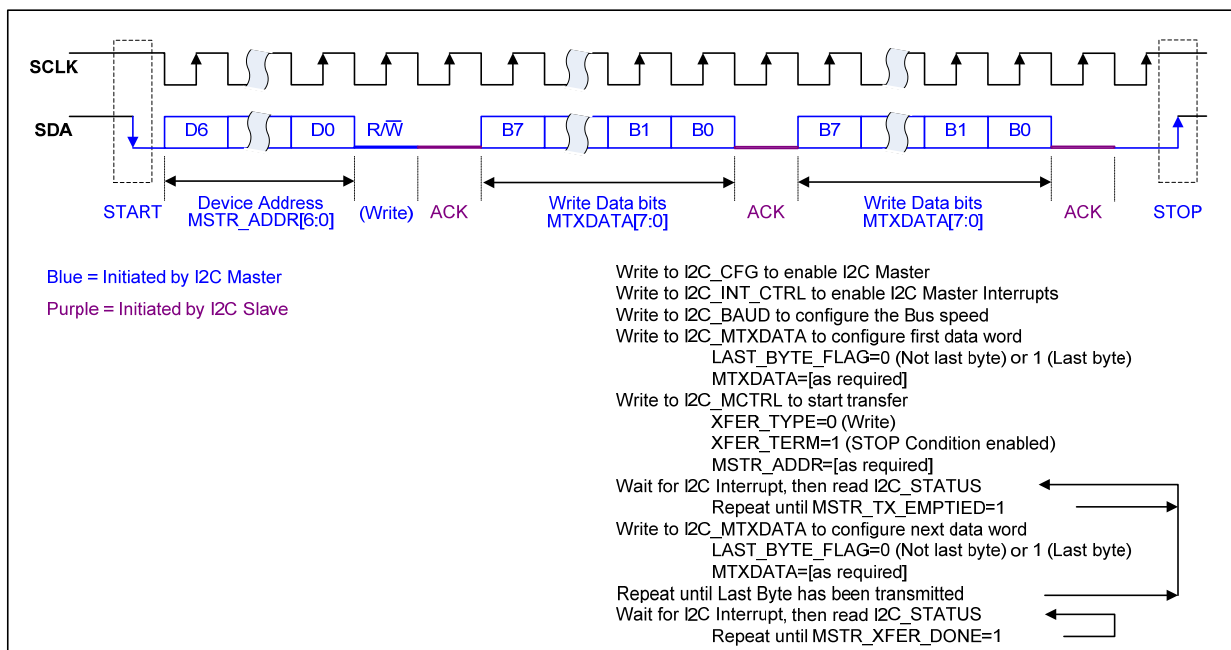 SCLK
SDA
D6 D0 R/W̅ B7 B1 B0 B7 B1 B0
START Device Address (Write) ACK Write Data bits ACK Write Data bits ACK STOP
MSTR_ADDR[6:0] MTXDATA[7:0] MTXDATA[7:0]
Blue = Initiated by I2C Master
Purple = Initiated by I2C Slave
Write to I2C_CFG to enable I2C Master
Write to I2C_INT_CTRL to enable I2C Master Interrupts
Write to I2C_BAUD to configure the Bus speed
Write to I2C_MTXDATA to configure first data word
LAST_BYTE_FLAG=0 (Not last byte) or 1 (Last byte)
MTXDATA=[as required]
Write to I2C_MCTRL to start transfer
XFER_TYPE=0 (Write)
XFER_TERM=1 (STOP Condition enabled)
MSTR_ADDR=[as required]
Wait for I2C Interrupt, then read I2C_STATUS
Repeat until MSTR_TX_EMPTIED=1
Write to I2C_MTXDATA to configure next data word
LAST_BYTE_FLAG=0 (Not last byte) or 1 (Last byte)
MTXDATA=[as required]
Repeat until Last Byte has been transmitted
Wait for I2C Interrupt, then read I2C_STATUS
Repeat until MSTR_XFER_DONE=1